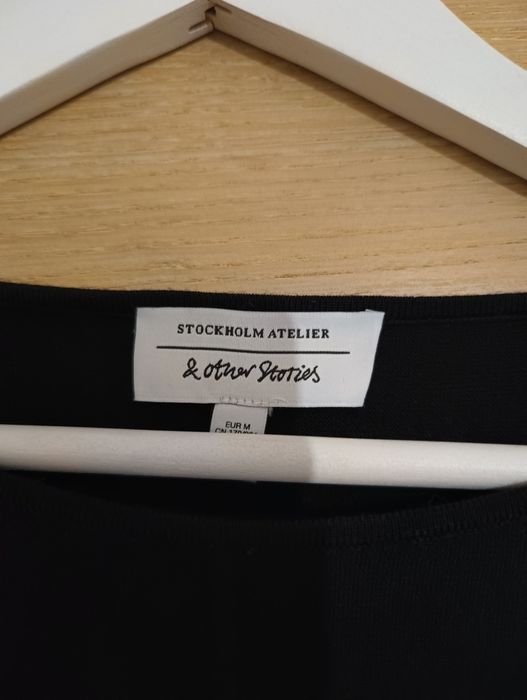 STOCKHOLM ATELIER
& other Stories
EUR M